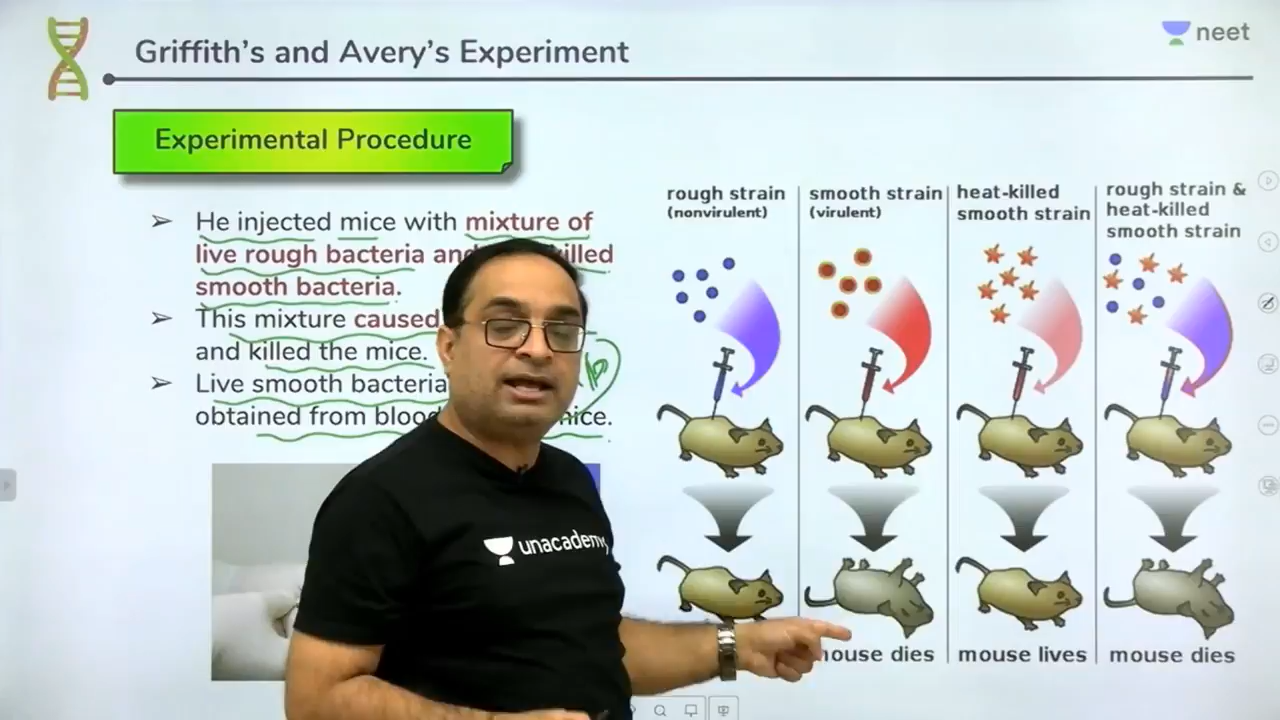 Griffith's and Avery's Experiment
neet
Experimental Procedure
➢ He injected mice with mixture of
live rough bacteria and killed
smooth bacteria.
➢ This mixture caused
and killed the mice.
➢ Live smooth bacteria
obtained from blood mice.
rough strain
(nonvirulent)
smooth strain
(virulent)
heat-killed
smooth strain
rough strain &
heat-killed
smooth strain
mouse dies
mouse lives
mouse dies
unacademy